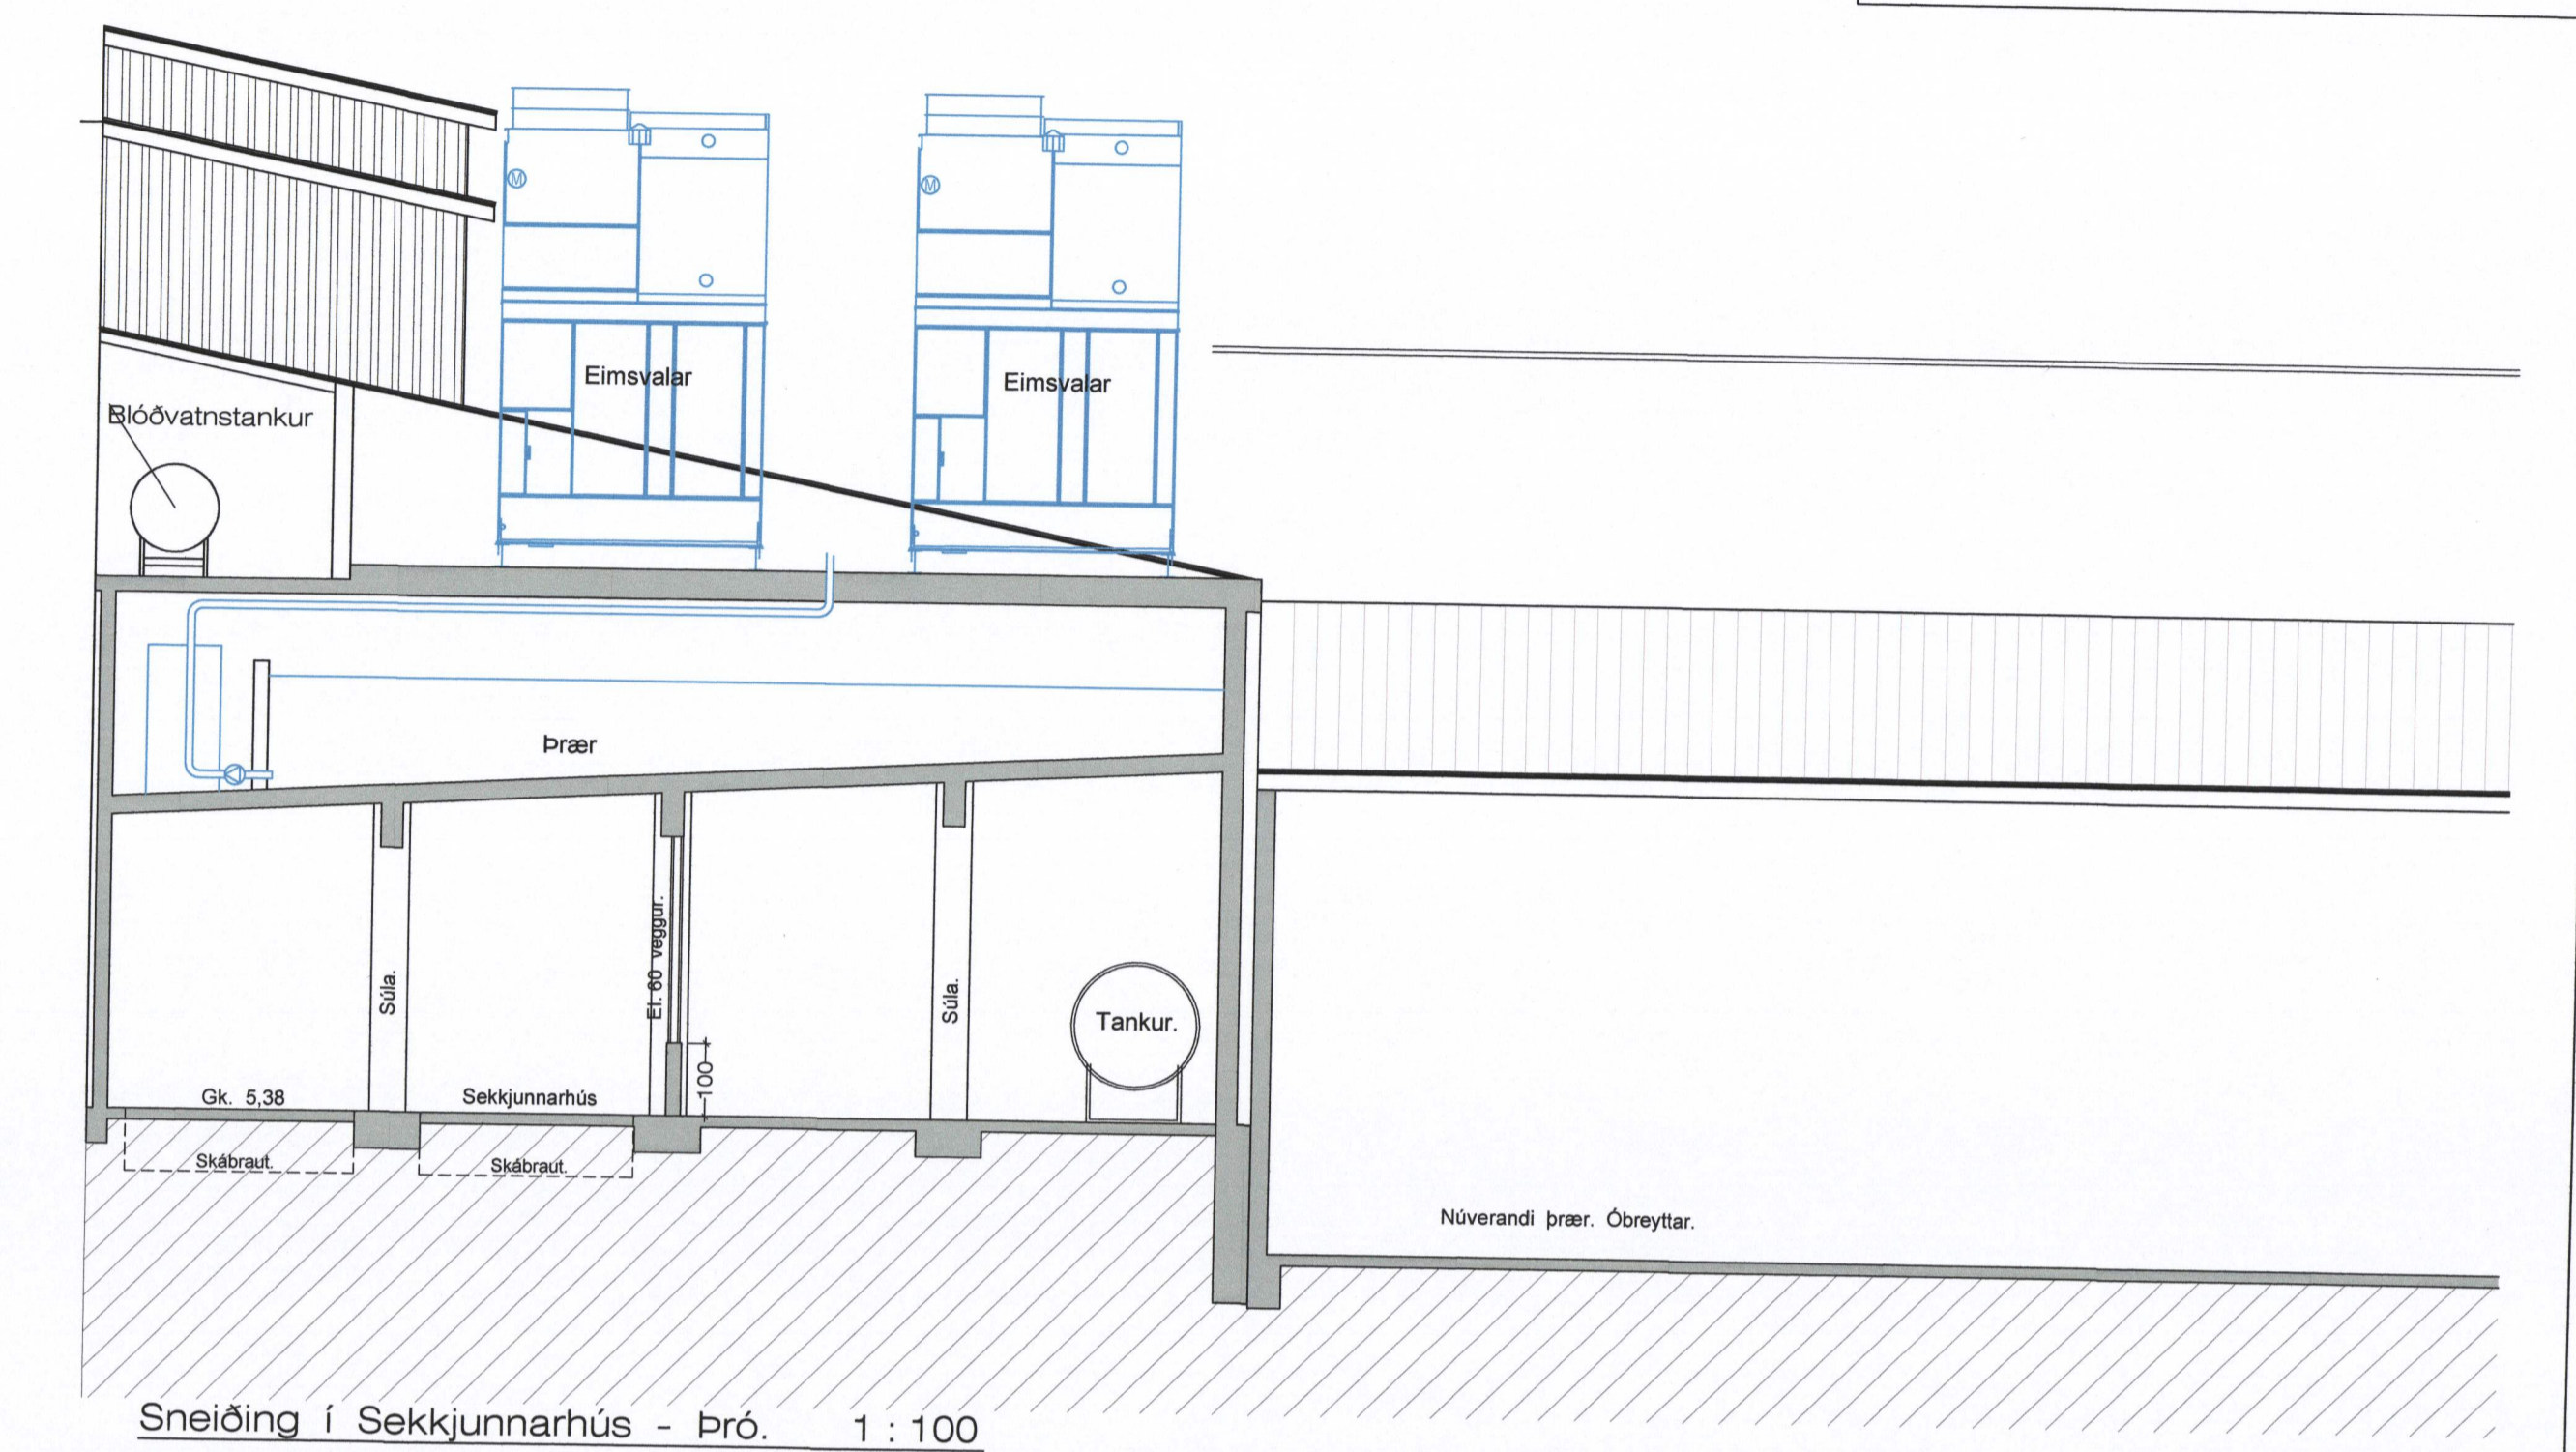 Ⓜ
Ⓜ
Eimsvalar
Eimsvalar
Blóðvatnstankur
Þrær
El. 60 veggur.
Súla.
Súla.
Tankur.
100
Gk. 5,38
Sekkjunnarhús
Skábraut.
Skábraut.
Núverandi þrær. Óbreyttar.
Sneiðing í Sekkjunnarhús - Þró. 1 : 100